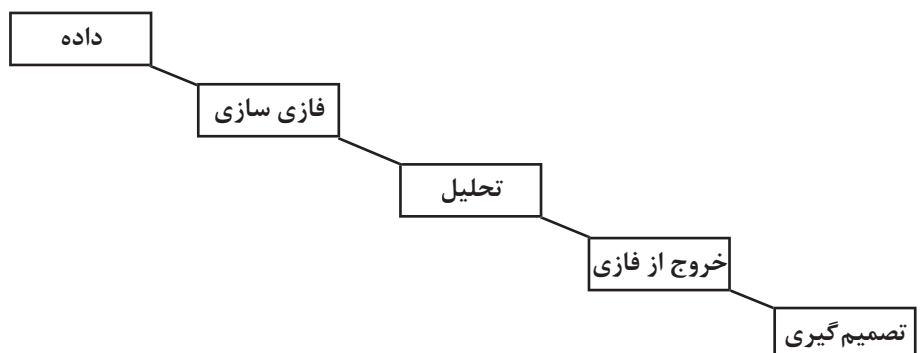 داده
فازی سازی
تحلیل
خروج از فازی
تصمیم‌گیری